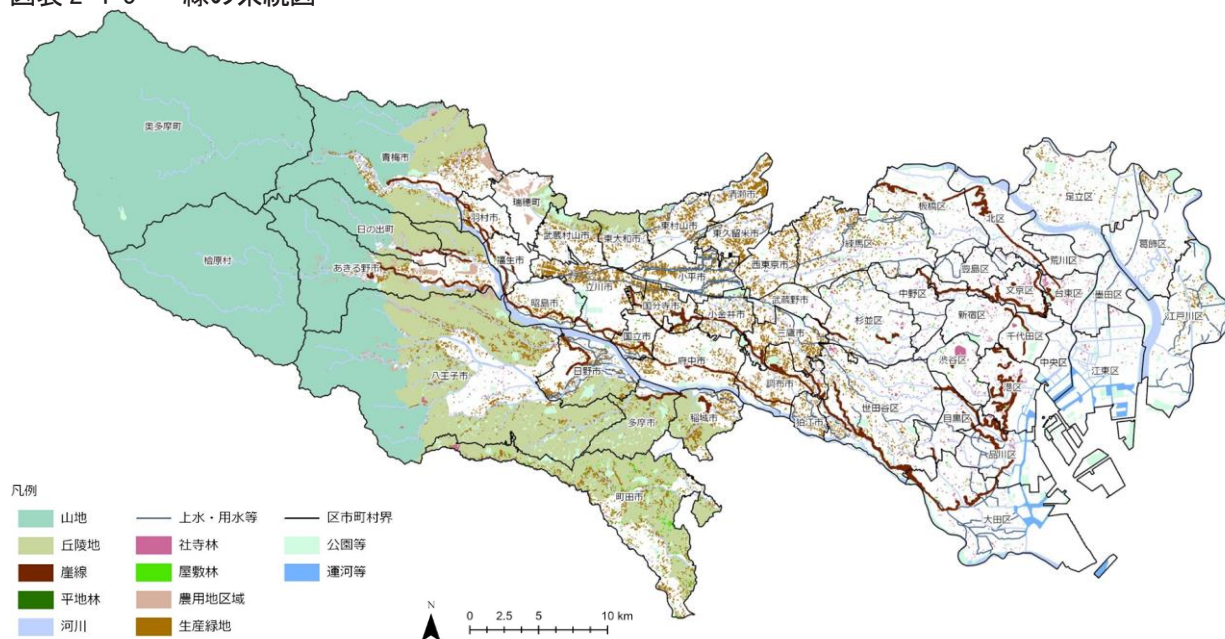 図表 2-1-6 緑の系統図
奥多摩町
青梅市
檜原村
日の出町
あきる野市
羽村市
瑞穂町
福生市
武蔵村山市
東大和市
東村山市
清瀬市
東久留米市
西東京市
小平市
立川市
昭島市
国分寺市
小金井市
武蔵野市
三鷹市
国立市
府中市
調布市
狛江市
日野市
八王子市
多摩市
稲城市
町田市
練馬区
板橋区
北区
足立区
葛飾区
荒川区
豊島区
文京区
台東区
墨田区
江戸川区
中野区
杉並区
新宿区
千代田区
中央区
江東区
渋谷区
港区
世田谷区
目黒区
品川区
大田区
凡例
山地
丘陵地
崖線
平地林
河川
上水・用水等
社寺林
屋敷林
農用地区域
生産緑地
区市町村界
公園等
運河等
N
0 2.5 5 10 km